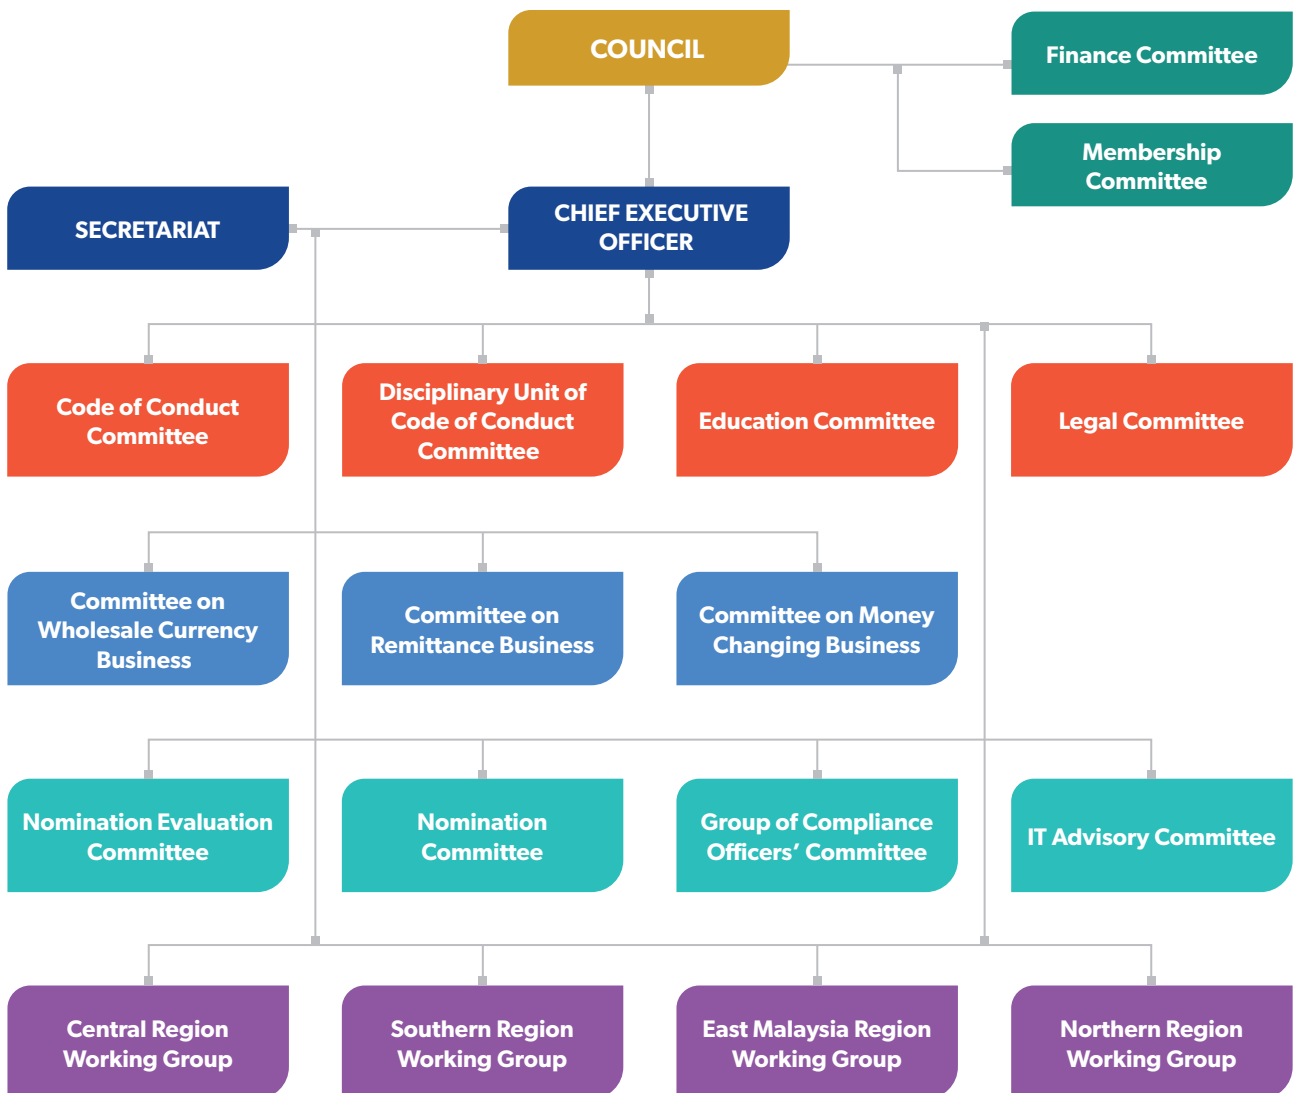 COUNCIL
Finance Committee
Membership
Committee
SECRETARIAT
CHIEF EXECUTIVE
OFFICER
Code of Conduct
Committee
Disciplinary Unit of
Code of Conduct
Committee
Education Committee
Legal Committee
Committee on
Wholesale Currency
Business
Committee on
Remittance Business
Committee on Money
Changing Business
Nomination Evaluation
Committee
Nomination
Committee
Group of Compliance
Officers’ Committee
IT Advisory Committee
Central Region
Working Group
Southern Region
Working Group
East Malaysia Region
Working Group
Northern Region
Working Group